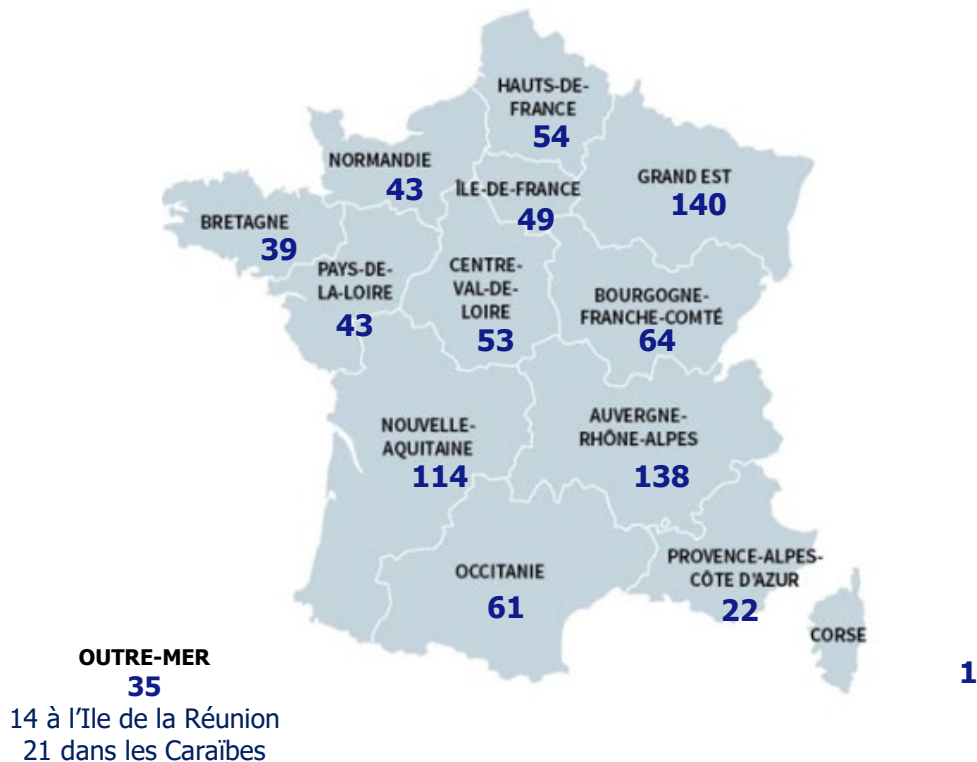 HAUTS-DE-
FRANCE
54
NORMANDIE
43
ÎLE-DE-FRANCE
49
GRAND EST
140
BRETAGNE
39
PAYS-DE-
LA-LOIRE
43
CENTRE-
VAL-DE-
LOIRE
53
BOURGOGNE-
FRANCHE-COMTÉ
64
NOUVELLE-
AQUITAINE
114
AUVERGNE-
RHÔNE-ALPES
138
OCCITANIE
61
PROVENCE-ALPES-
CÔTE D'AZUR
22
CORSE
1
OUTRE-MER
35
14 à l’Ile de la Réunion
21 dans les Caraïbes